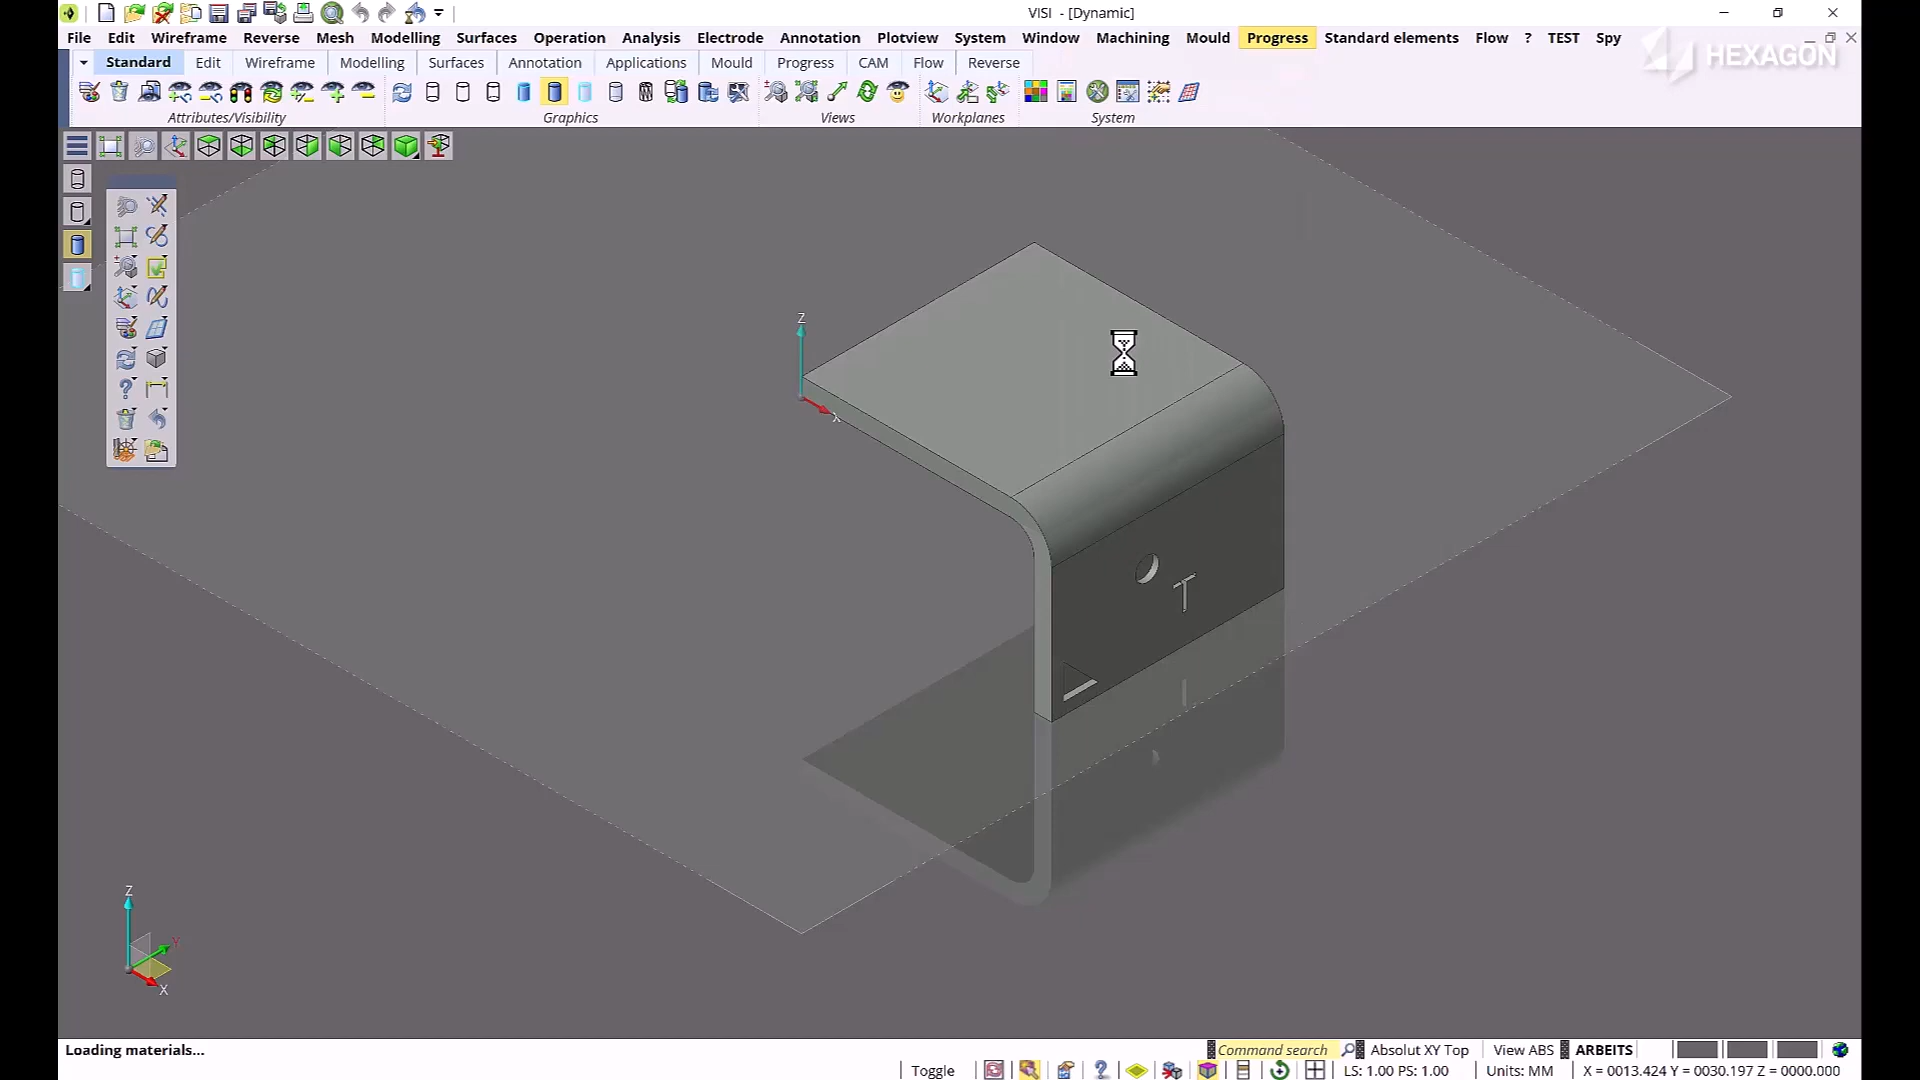 VISI - [Dynamic]
File Edit Wireframe Reverse Mesh Modelling Surfaces Operation Analysis Electrode Annotation Plotview System Window Machining Mould Progress Standard elements Flow ? TEST Spy
HEXAGON
Standard Edit Wireframe Modelling Surfaces Annotation Applications Mould Progress CAM Flow Reverse
Attributes/Visibility Graphics Views Workplanes System
Z
X
T
Z
Y
X
Loading materials...
Command search Absolut XY Top View ABS ARBEITS
Toggle LS: 1.00 PS: 1.00 Units: MM X = 0013.424 Y = 0030.197 Z = 0000.000